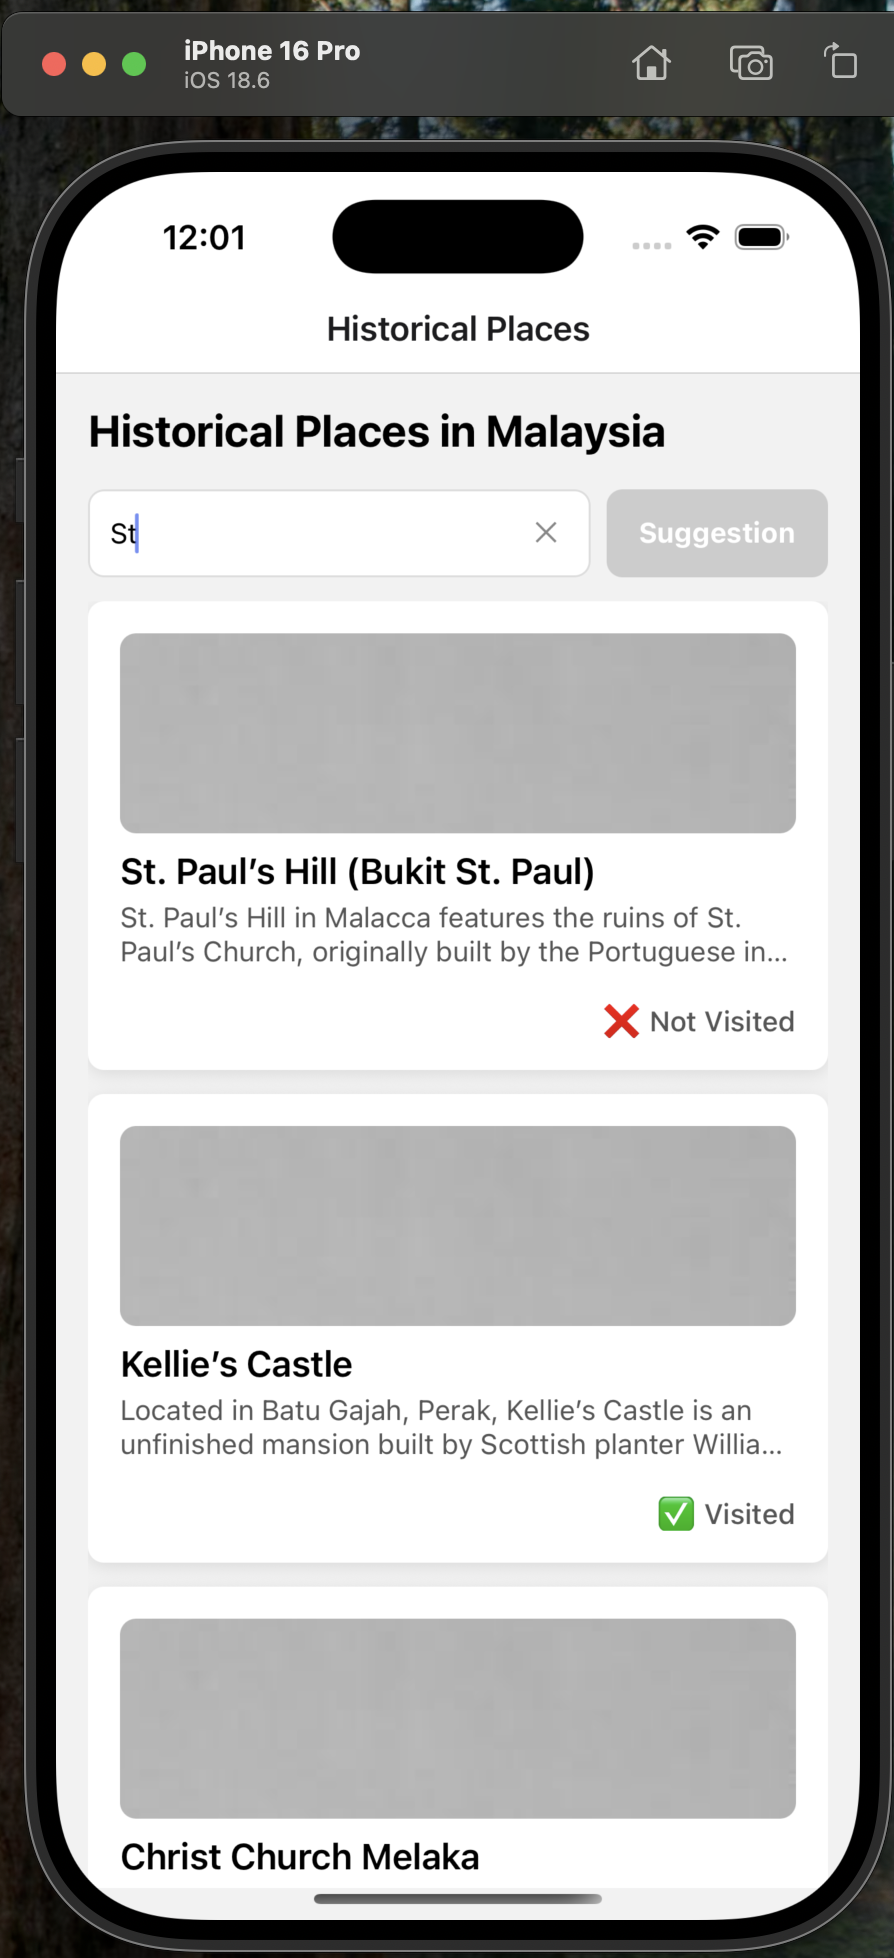 iPhone 16 Pro
iOS 18.6
12:01
Historical Places
Historical Places in Malaysia
St
Suggestion
St. Paul’s Hill (Bukit St. Paul)
St. Paul’s Hill in Malacca features the ruins of St.
Paul’s Church, originally built by the Portuguese in...
❌ Not Visited
Kellie’s Castle
Located in Batu Gajah, Perak, Kellie’s Castle is an
unfinished mansion built by Scottish planter Willia...
✅ Visited
Christ Church Melaka